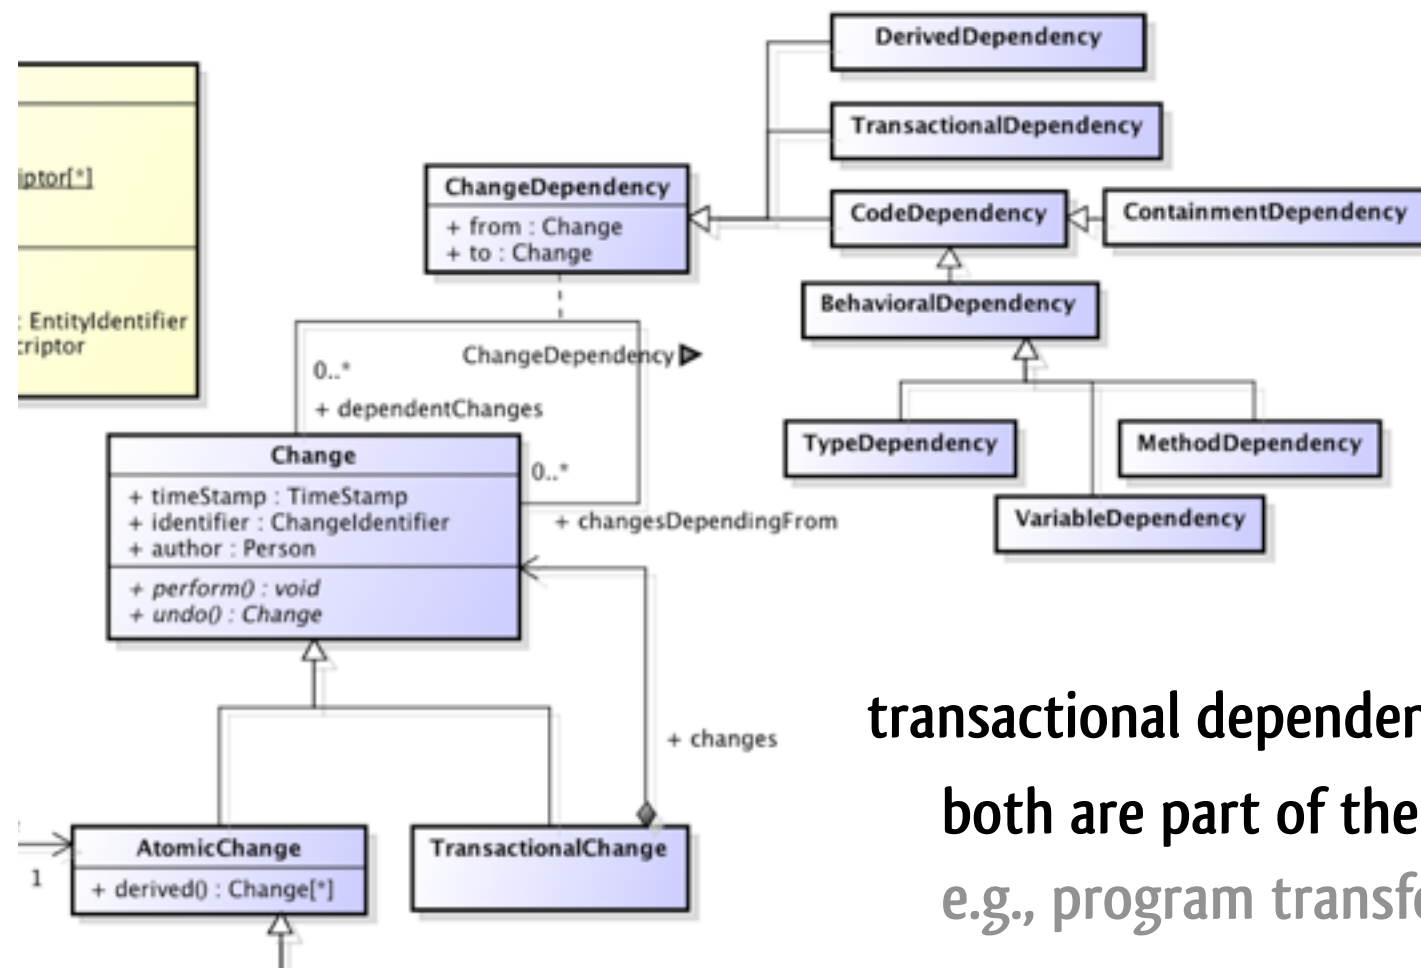 DerivedDependency
TransactionalDependency
ChangeDependency
+ from : Change
+ to : Change
CodeDependency
ContainmentDependency
BehavioralDependency
TypeDependency
MethodDependency
VariableDependency
iptor[*]
: EntityIdentifier
criptor
ChangeDependency
0..*
+ dependentChanges
Change
+ timeStamp : TimeStamp
+ identifier : ChangeIdentifier
+ author : Person
+ perform() : void
+ undo() : Change
0..*
+ changesDependingFrom
+ changes
1
AtomicChange
+ derived() : Change[*]
TransactionalChange
transactional dependen
both are part of the
e.g., program transfo